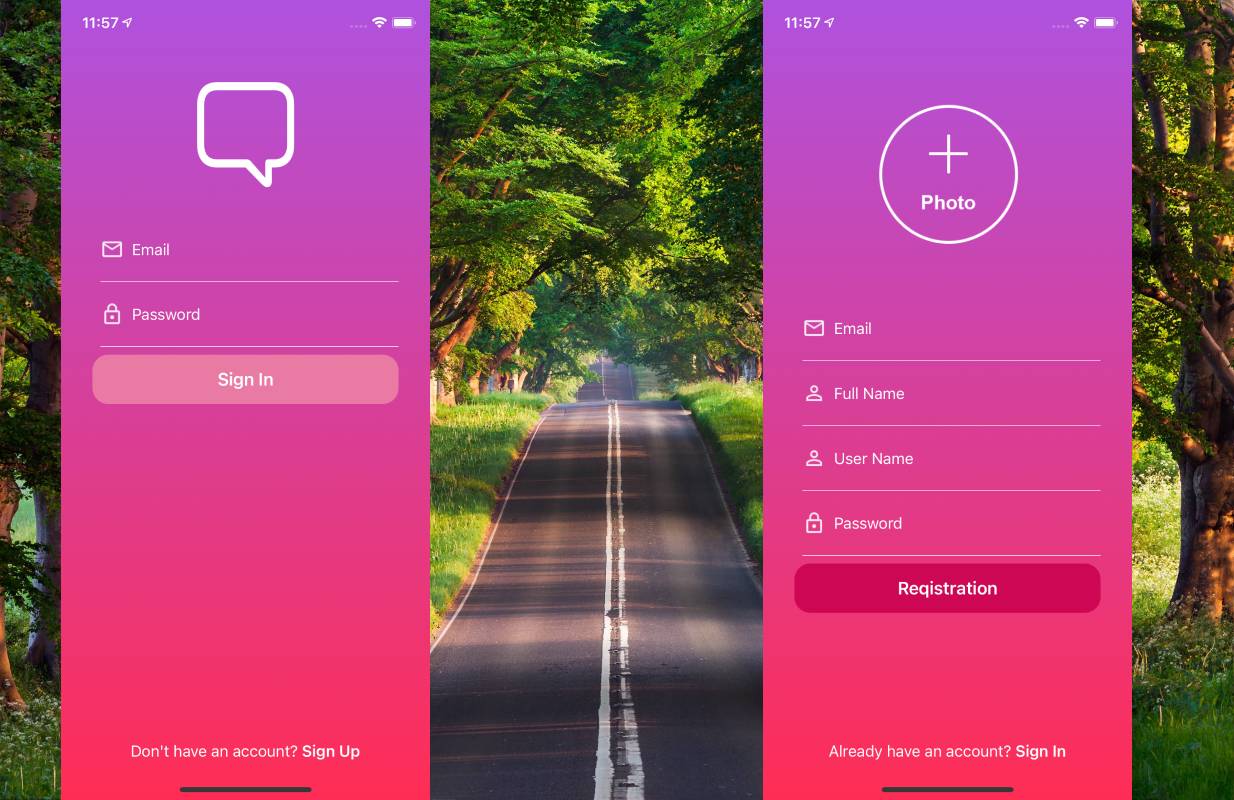 11:57
Email
Password
Sign In
Don't have an account? Sign Up
11:57
Photo
Email
Full Name
User Name
Password
Reqistration
Already have an account? Sign In